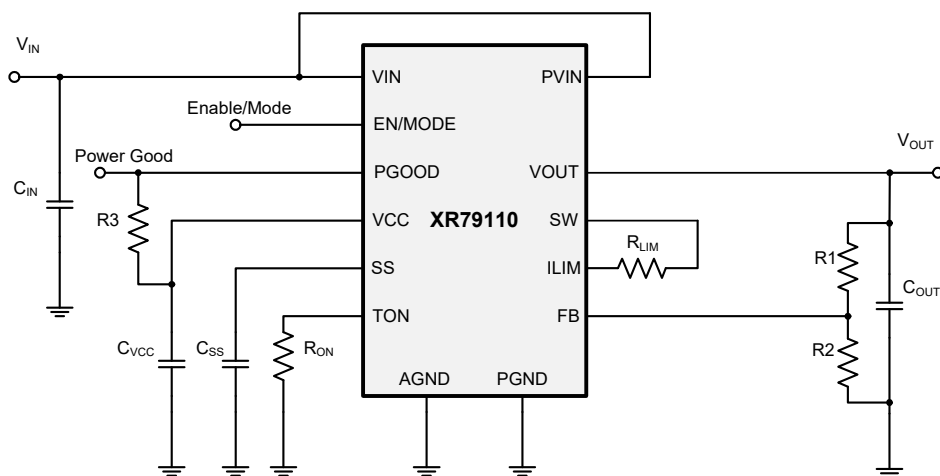 V_IN
VIN
PVIN
Enable/Mode
EN/MODE
Power Good
PGOOD
VOUT
V_OUT
C_IN
R3
VCC
XR79110
SW
R_LIM
R1
SS
ILIM
C_OUT
TON
FB
C_VCC
C_SS
R_ON
R2
AGND
PGND